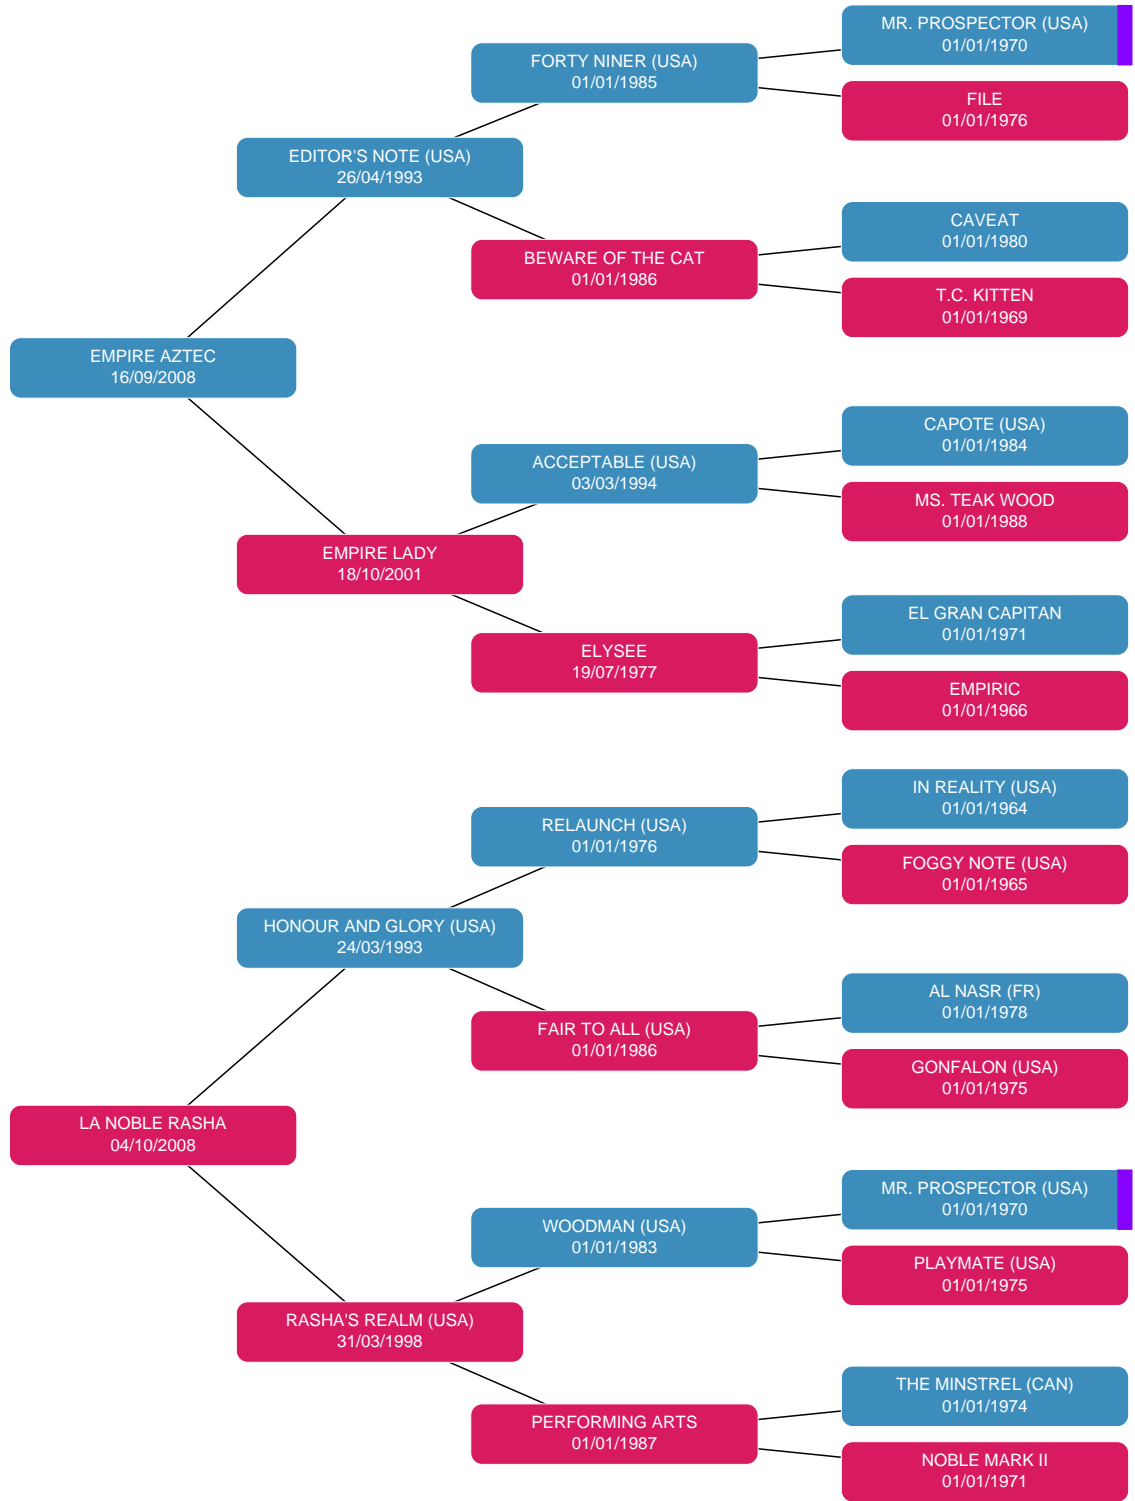 MR. PROSPECTOR (USA)
01/01/1970
FORTY NINER (USA)
01/01/1985
FILE
01/01/1976
EDITOR'S NOTE (USA)
26/04/1993
CAVEAT
01/01/1980
BEWARE OF THE CAT
01/01/1986
T.C. KITTEN
01/01/1969
EMPIRE AZTEC
16/09/2008
CAPOTE (USA)
01/01/1984
ACCEPTABLE (USA)
03/03/1994
MS. TEAK WOOD
01/01/1988
EMPIRE LADY
18/10/2001
EL GRAN CAPITAN
01/01/1971
ELYSEE
19/07/1977
EMPIRIC
01/01/1966
IN REALITY (USA)
01/01/1964
RELAUNCH (USA)
01/01/1976
FOGGY NOTE (USA)
01/01/1965
HONOUR AND GLORY (USA)
24/03/1993
AL NASR (FR)
01/01/1978
FAIR TO ALL (USA)
01/01/1986
GONFALON (USA)
01/01/1975
LA NOBLE RASHA
04/10/2008
MR. PROSPECTOR (USA)
01/01/1970
WOODMAN (USA)
01/01/1983
PLAYMATE (USA)
01/01/1975
RASHA'S REALM (USA)
31/03/1998
THE MINSTREL (CAN)
01/01/1974
PERFORMING ARTS
01/01/1987
NOBLE MARK II
01/01/1971